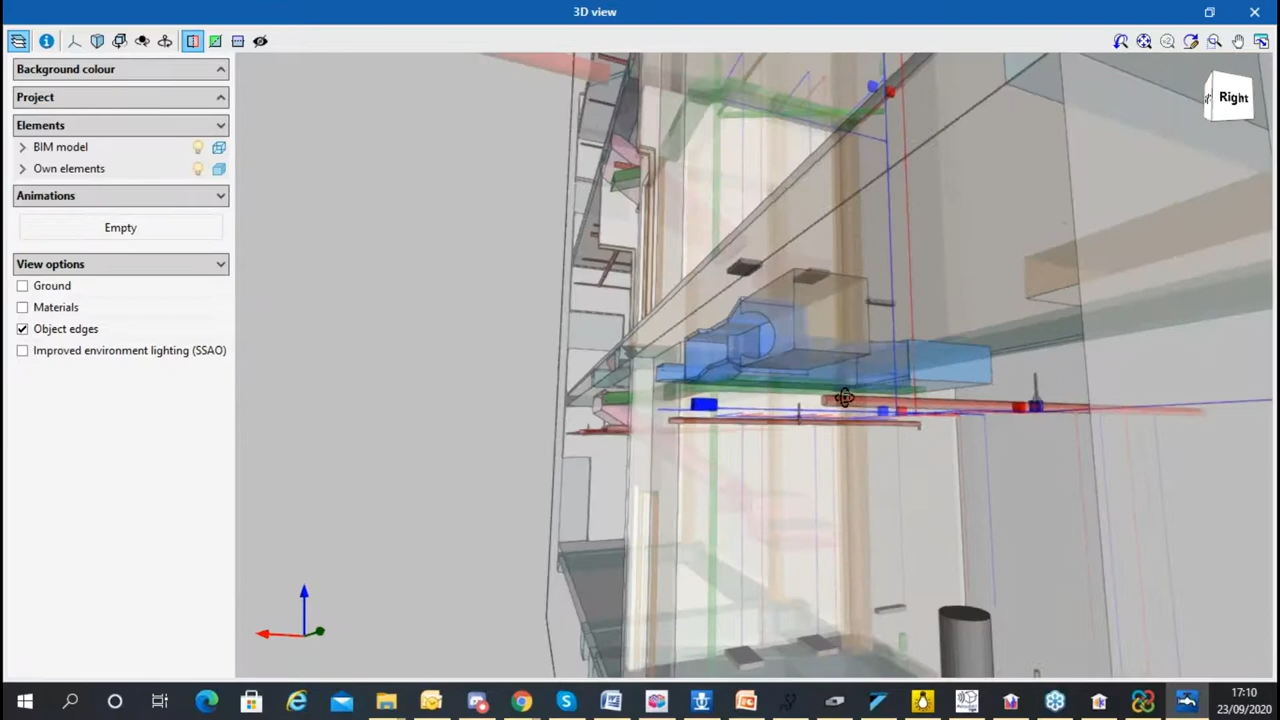 3D view
Background colour
Project
Elements
BIM model
Own elements
Animations
Empty
View options
Ground
Materials
Object edges
Improved environment lighting (SSAO)
Right
17:10
23/09/2020